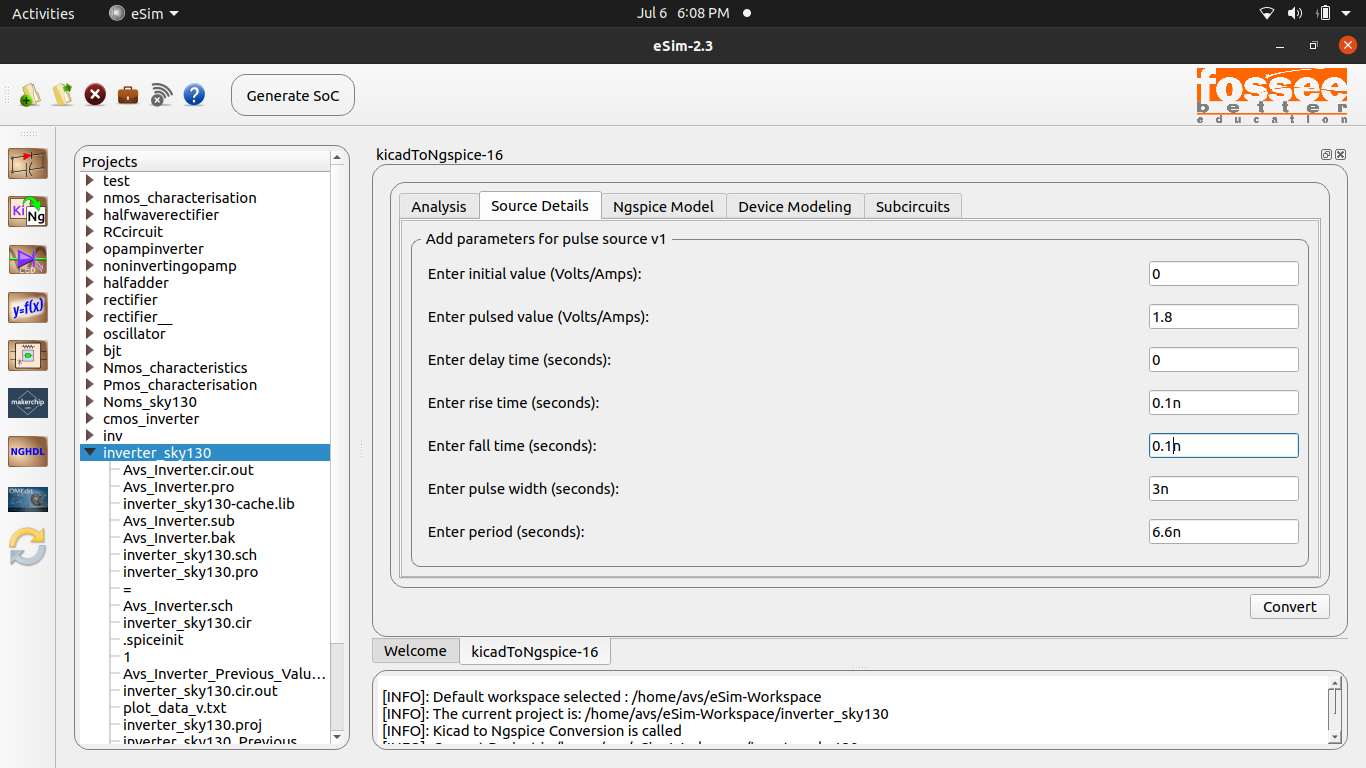 Activities eSim Jul 6 6:08 PM
eSim-2.3
Generate SoC
fossee
better
education
Projects
test
nmos_characterisation
halfwaverectifier
RCcircuit
opampinverter
noninvertingopamp
halfadder
rectifier
rectifier__
oscillator
bjt
Nmos_characteristics
Pmos_characterisation
Noms_sky130
cmos_inverter
inv
inverter_sky130
Avs_Inverter.cir.out
Avs_Inverter.pro
inverter_sky130-cache.lib
Avs_Inverter.sub
Avs_Inverter.bak
inverter_sky130.sch
inverter_sky130.pro
=
Avs_Inverter.sch
inverter_sky130.cir
.spiceinit
1
Avs_Inverter_Previous_Valu...
inverter_sky130.cir.out
plot_data_v.txt
inverter_sky130.proj
inverter_sky130_Previous
Ki Ng
y=f(x)
makerchip
NGHDL
kicadToNgspice-16
Analysis Source Details Ngspice Model Device Modeling Subcircuits
Add parameters for pulse source v1
Enter initial value (Volts/Amps): 0
Enter pulsed value (Volts/Amps): 1.8
Enter delay time (seconds): 0
Enter rise time (seconds): 0.1n
Enter fall time (seconds): 0.1n
Enter pulse width (seconds): 3n
Enter period (seconds): 6.6n
Convert
Welcome kicadToNgspice-16
[INFO]: Default workspace selected : /home/avs/eSim-Workspace
[INFO]: The current project is: /home/avs/eSim-Workspace/inverter_sky130
[INFO]: Kicad to Ngspice Conversion is called